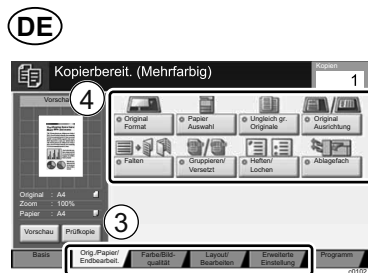 DE
Kopierbereit. (Mehrfarbig)
Kopien
1
Vorscha
4
Original
Format
Papier
Auswahl
Ungleich gr.
Originale
Original
Ausrichtung
Falten
Gruppieren/
Versetzt
Heften/
Lochen
Ablagefach
Original : A4
Zoom : 100%
Papier : A4
3
Vorschau
Prüfkopie
Basis
Orig./Papier/
Endbearbeit.
Farbe/Bild-
qualität
Layout/
Bearbeiten
Erweiterte
Einstellung
Programm
c0102